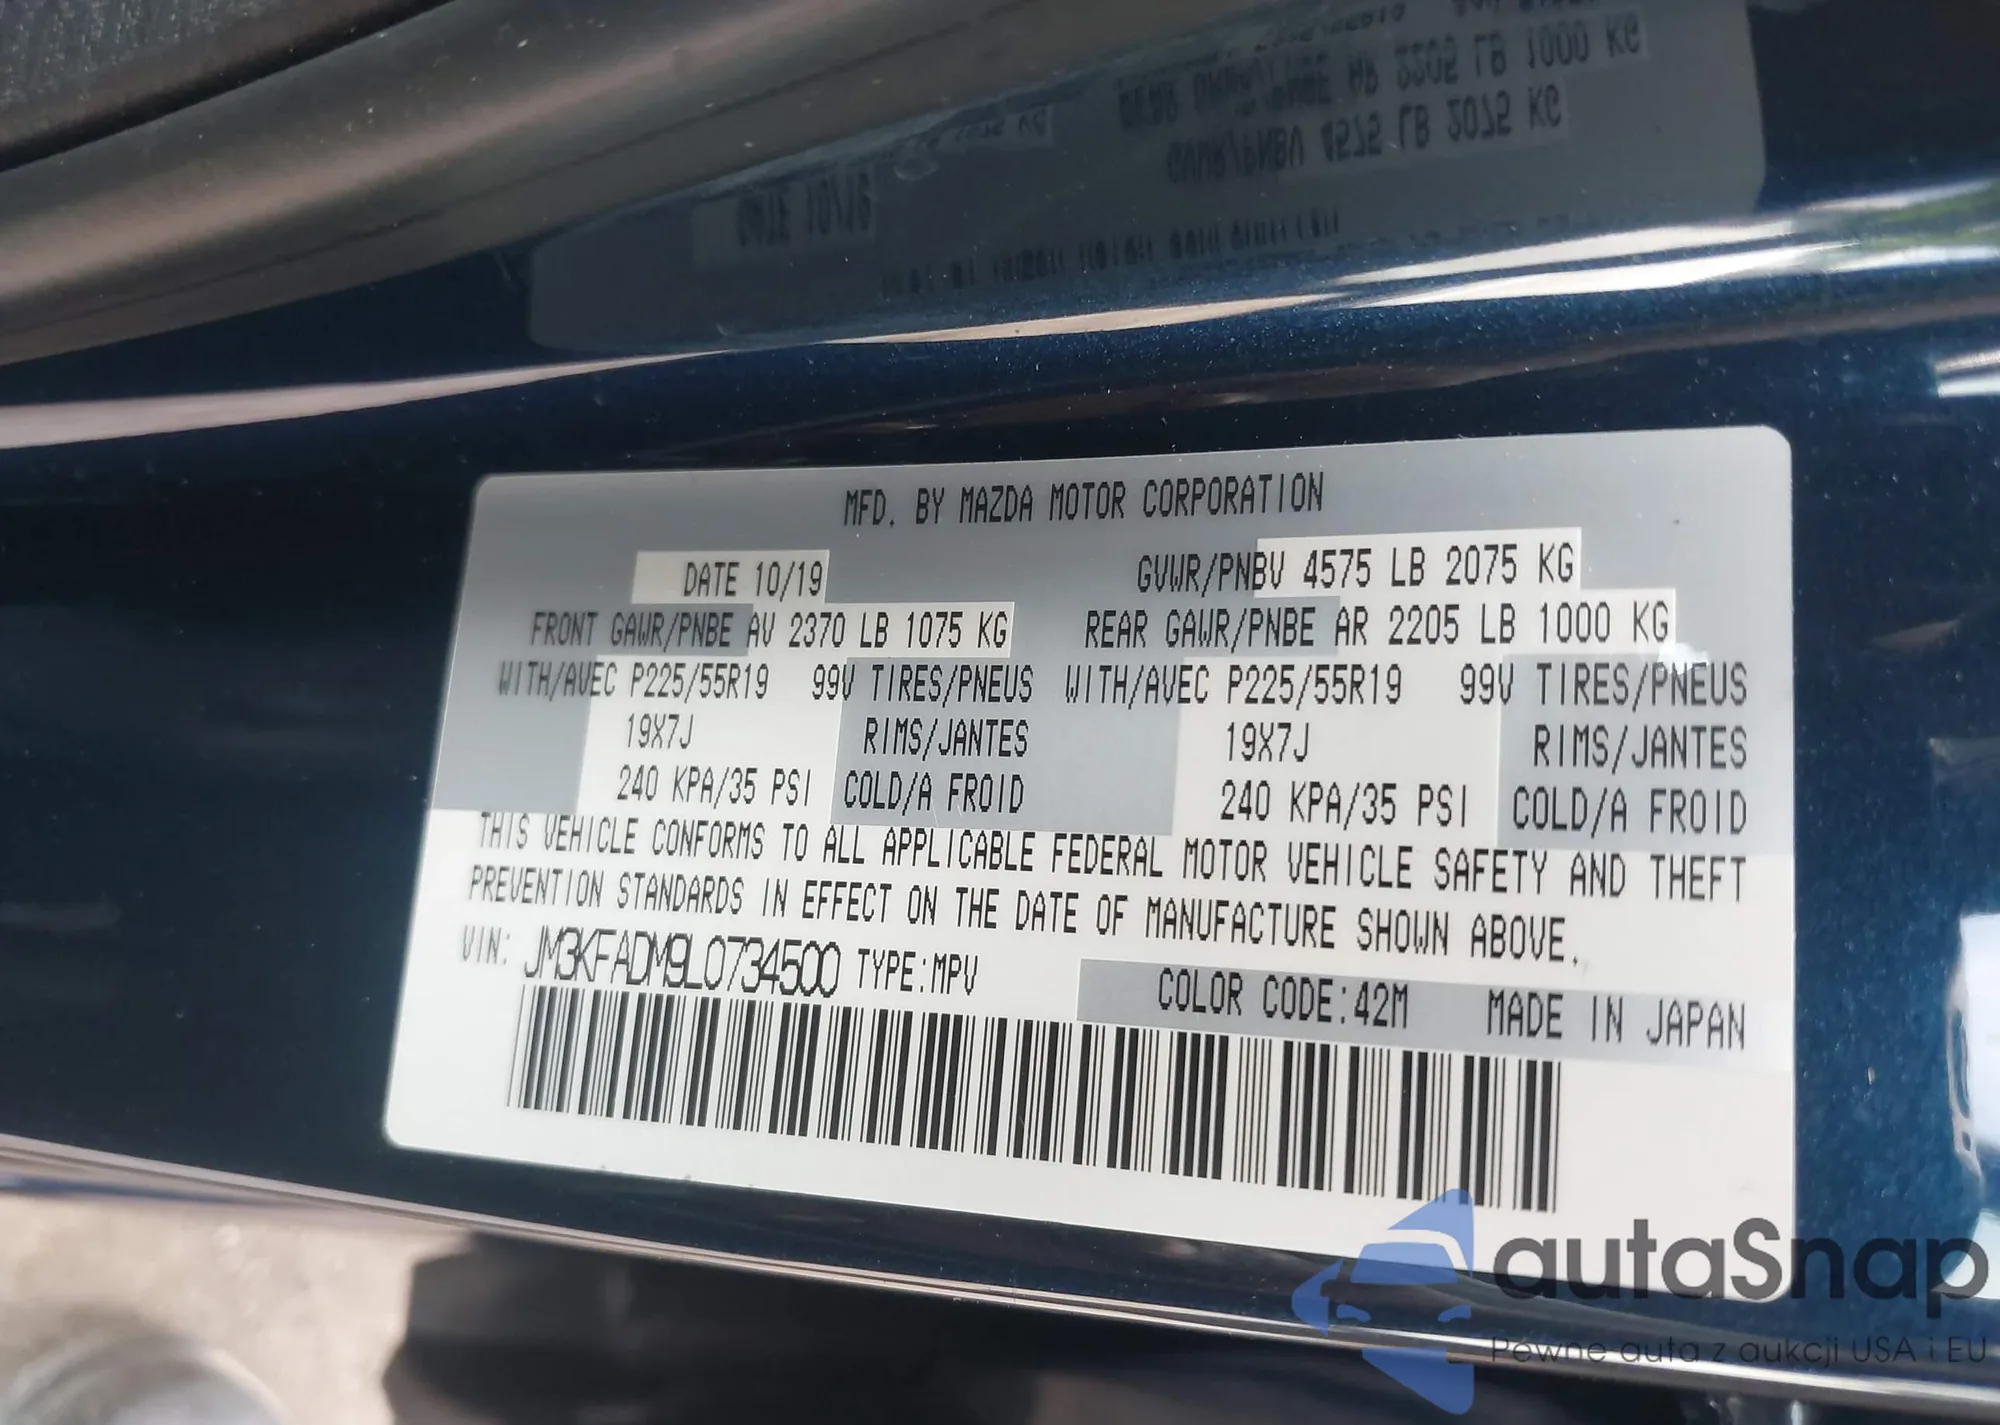 MFD. BY MAZDA MOTOR CORPORATION
DATE 10/19 GVWR/PNBV 4575 LB 2075 KG
FRONT GAWR/PNBE AV 2370 LB 1075 KG REAR GAWR/PNBE AR 2205 LB 1000 KG
WITH/AVEC P225/55R19 99V TIRES/PNEUS WITH/AVEC P225/55R19 99V TIRES/PNEUS
19X7J RIMS/JANTES 19X7J RIMS/JANTES
240 KPA/35 PSI COLD/A FROID 240 KPA/35 PSI COLD/A FROID
THIS VEHICLE CONFORMS TO ALL APPLICABLE FEDERAL MOTOR VEHICLE SAFETY AND THEFT
PREVENTION STANDARDS IN EFFECT ON THE DATE OF MANUFACTURE SHOWN ABOVE.
VIN: JM3KFADM9L0734500 TYPE:MPV
COLOR CODE:42M MADE IN JAPAN
autaSnap
Pewne auta z aukcji USA i EU